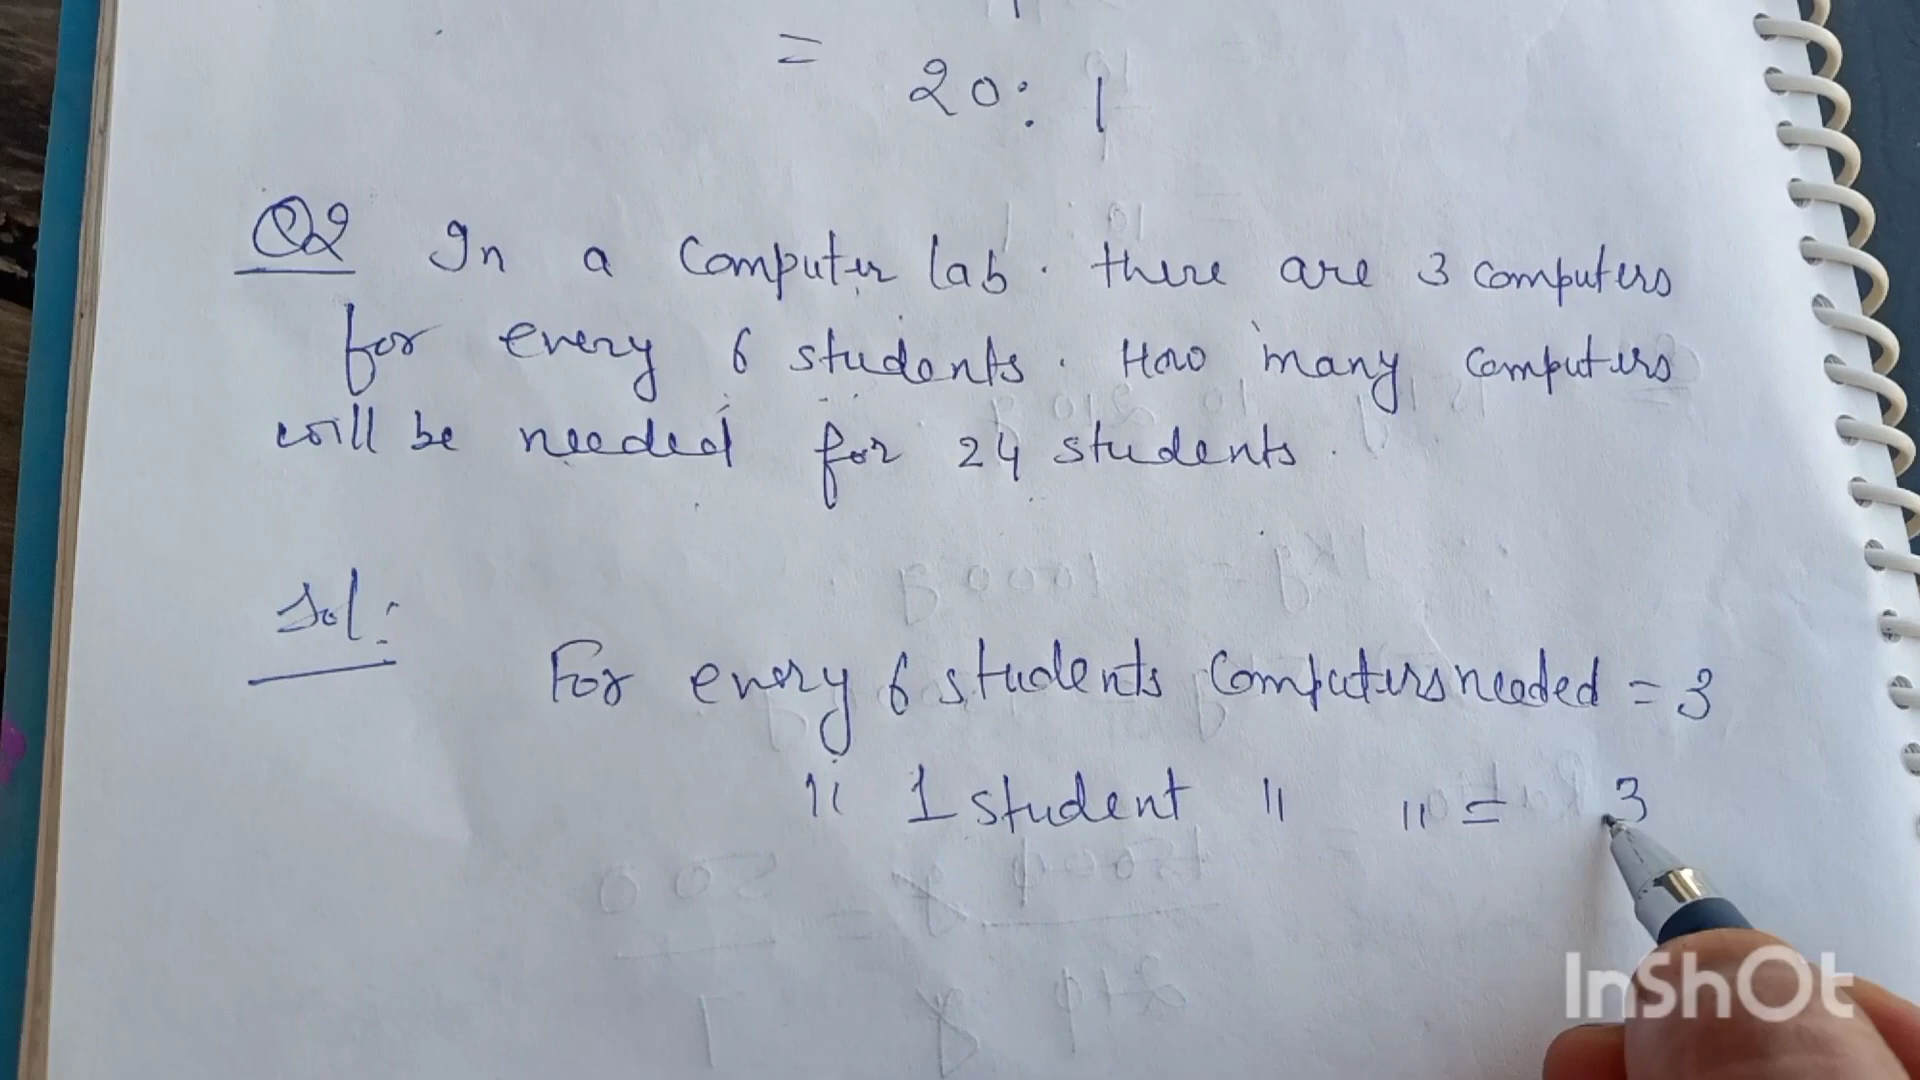 = 20: 1
Q2 In a Computer lab. there are 3 computers
for every 6 students. How many computers
will be needed for 24 students.
Sol:
For every 6 students computers needed = 3
" 1 student " " = 3
InShOt